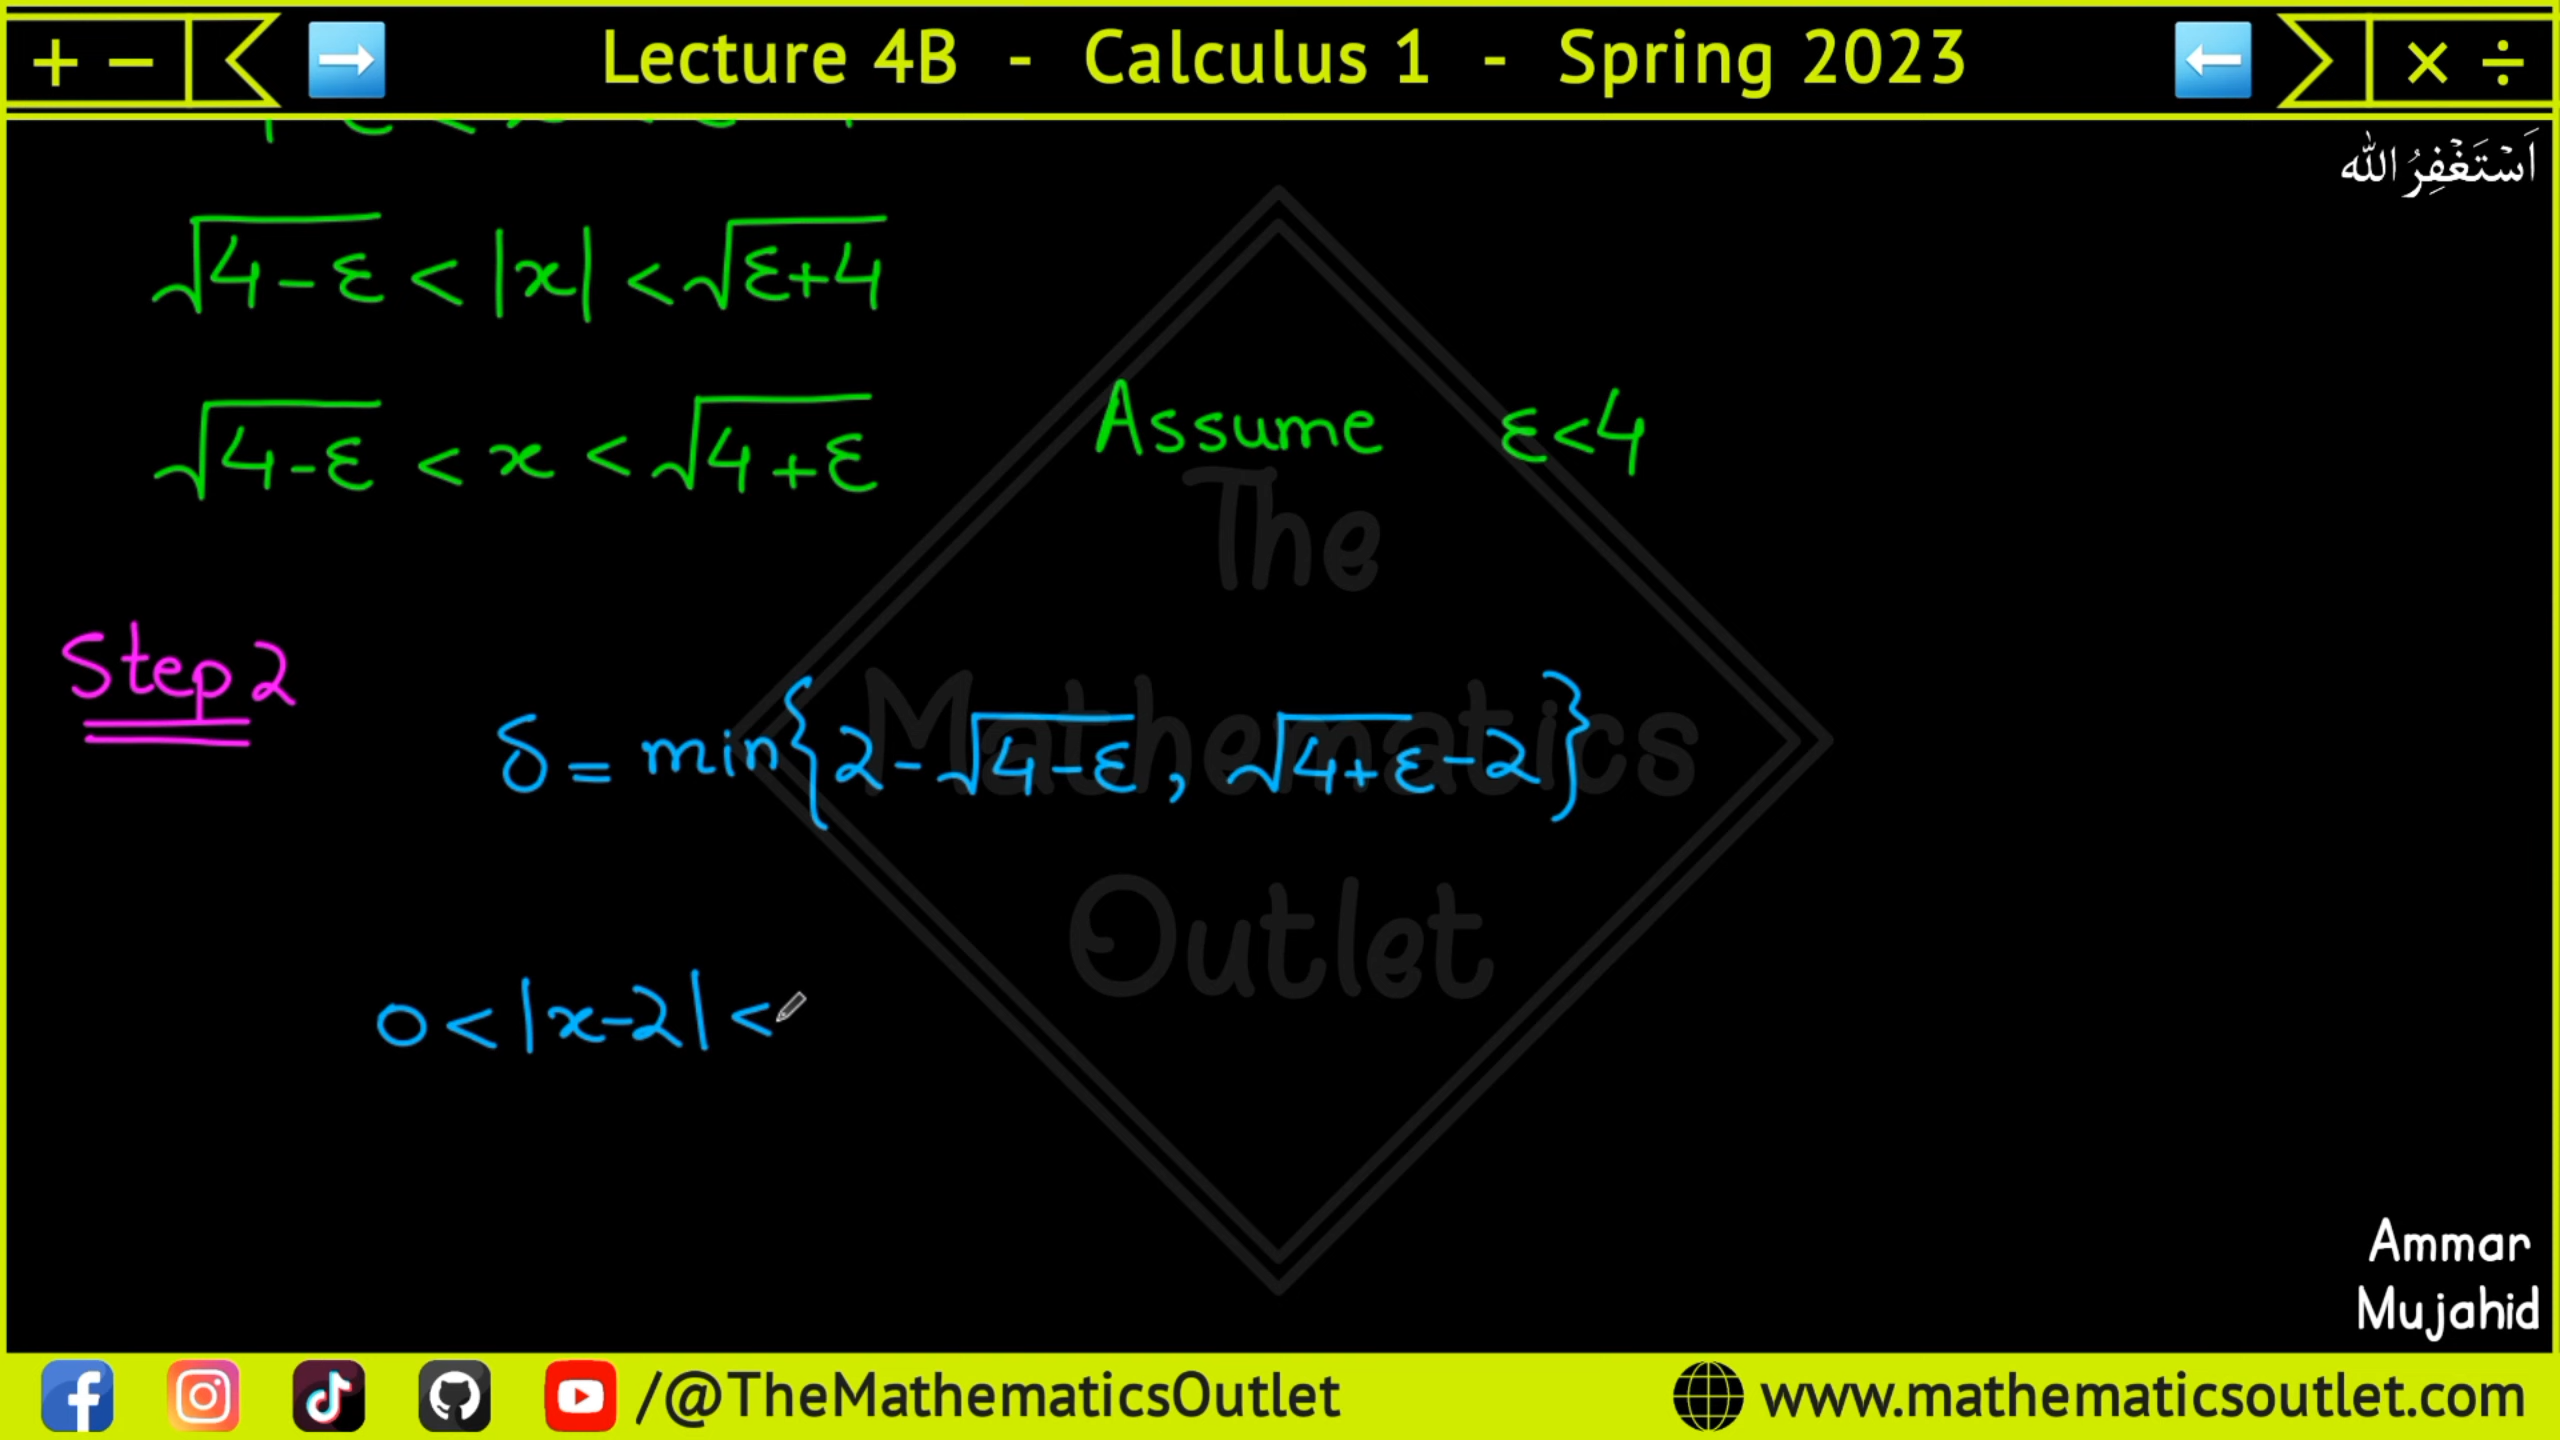 + − ➡ Lecture 4B - Calculus 1 - Spring 2023 ⬅ × ÷
اَسْتَغْفِرُ اللّٰه
√4-ε < |x| < √ε+4
√4-ε < x < √4+ε Assume ε<4
The
Step 2
δ = min{2-√4-ε, √4+ε-2}
Mathematics
Outlet
0 < |x-2| <
Ammar
Mujahid
/@TheMathematicsOutlet www.mathematicsoutlet.com